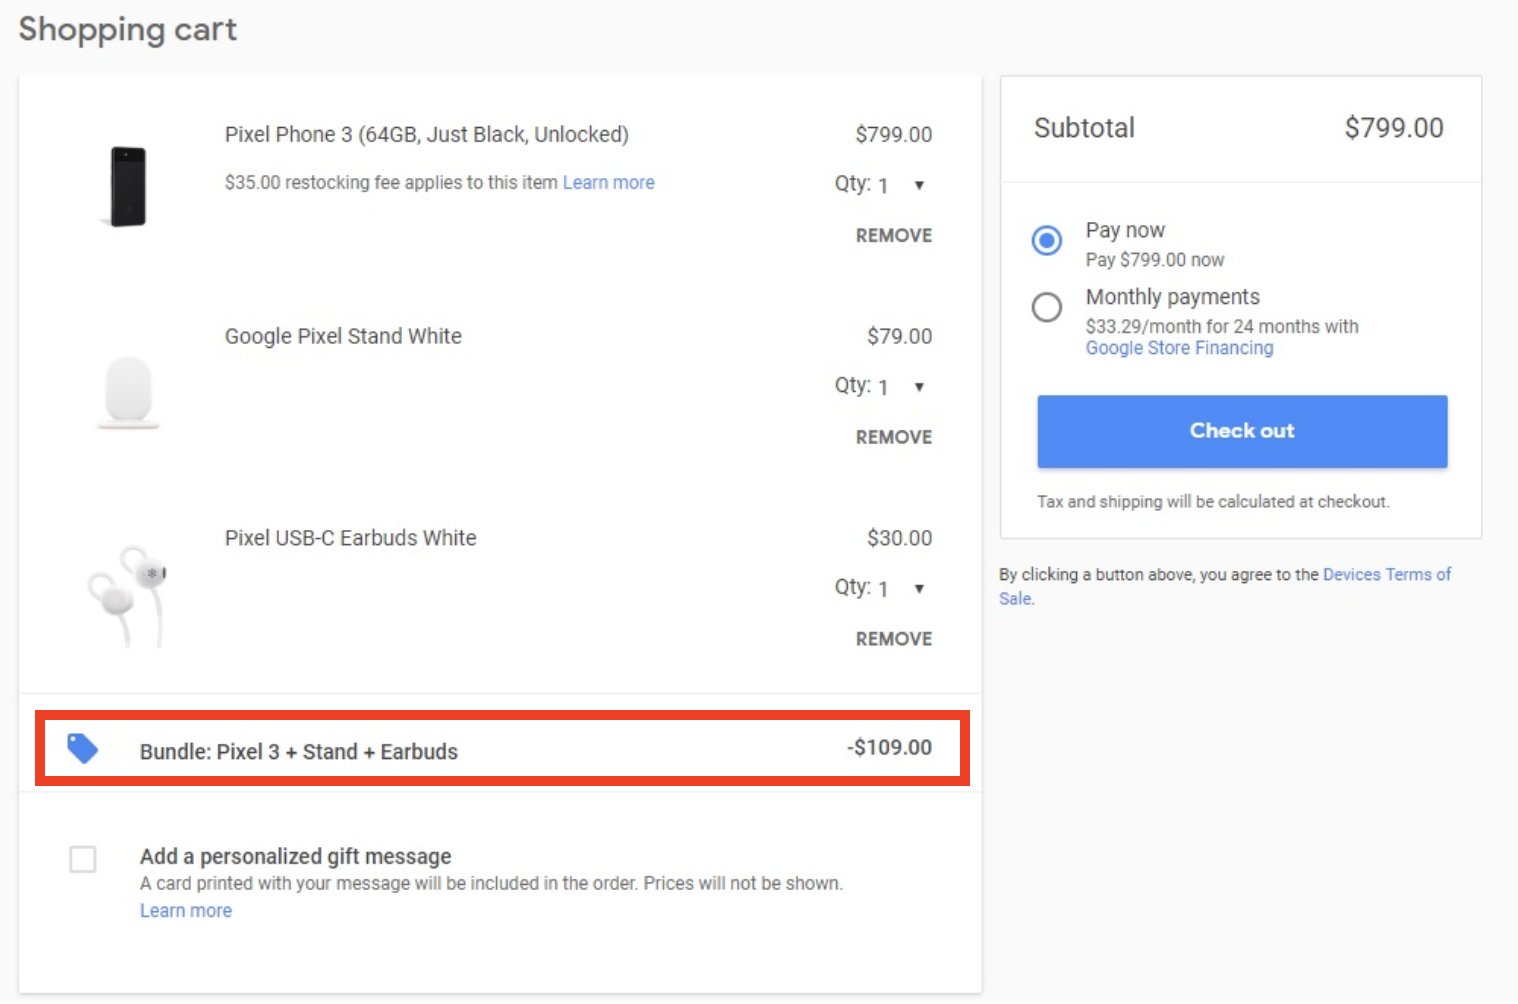 Shopping cart
Pixel Phone 3 (64GB, Just Black, Unlocked)
$799.00
$35.00 restocking fee applies to this item Learn more
Qty: 1
REMOVE
Google Pixel Stand White
$79.00
Qty: 1
REMOVE
Pixel USB-C Earbuds White
$30.00
Qty: 1
REMOVE
Bundle: Pixel 3 + Stand + Earbuds
-$109.00
Add a personalized gift message
A card printed with your message will be included in the order. Prices will not be shown.
Learn more
Subtotal
$799.00
Pay now
Pay $799.00 now
Monthly payments
$33.29/month for 24 months with
Google Store Financing
Check out
Tax and shipping will be calculated at checkout.
By clicking a button above, you agree to the Devices Terms of
Sale.